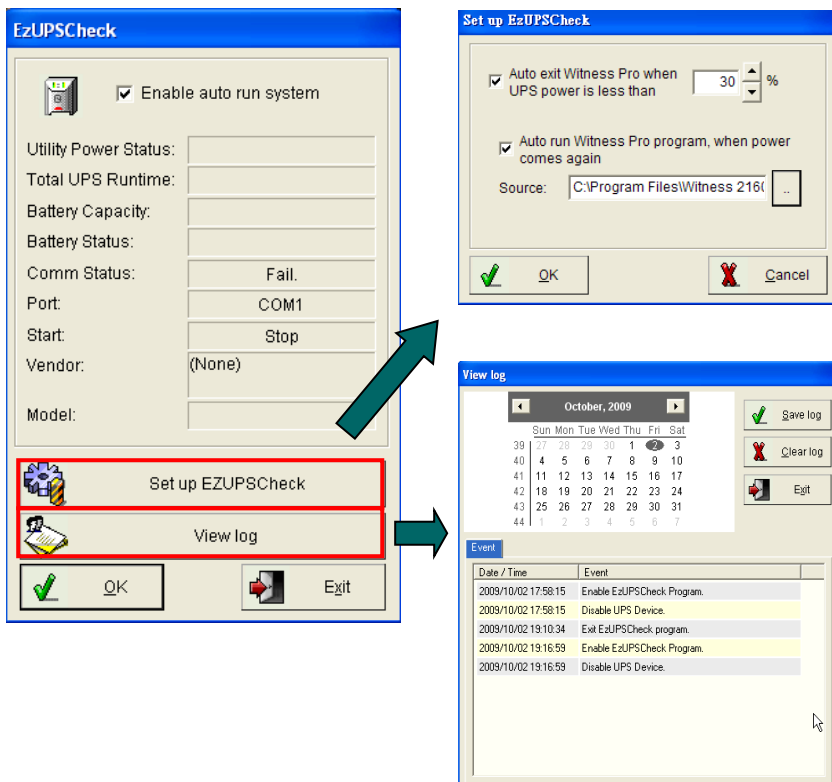 EzUPSCheck
Enable auto run system
Utility Power Status:
Total UPS Runtime:
Battery Capacity:
Battery Status:
Comm Status: Fail.
Port: COM1
Start: Stop
Vendor: (None)
Model:
Set up EZUPSCheck
View log
OK Exit
Set up EzUPSCheck
Auto exit Witness Pro when
UPS power is less than 30 %
Auto run Witness Pro program, when power
comes again
Source: C:\Program Files\Witness 216( ..
OK Cancel
View log
October, 2009
Sun Mon Tue Wed Thu Fri Sat
39 27 28 29 30 1 2 3
40 4 5 6 7 8 9 10
41 11 12 13 14 15 16 17
42 18 19 20 21 22 23 24
43 25 26 27 28 29 30 31
44 1 2 3 4 5 6 7
Save log
Clear log
Exit
Event
Date / Time Event
2009/10/02 17:58:15 Enable EzUPSCheck Program.
2009/10/02 17:58:15 Disable UPS Device.
2009/10/02 19:10:34 Exit EzUPSCheck program.
2009/10/02 19:16:59 Enable EzUPSCheck Program.
2009/10/02 19:16:59 Disable UPS Device.